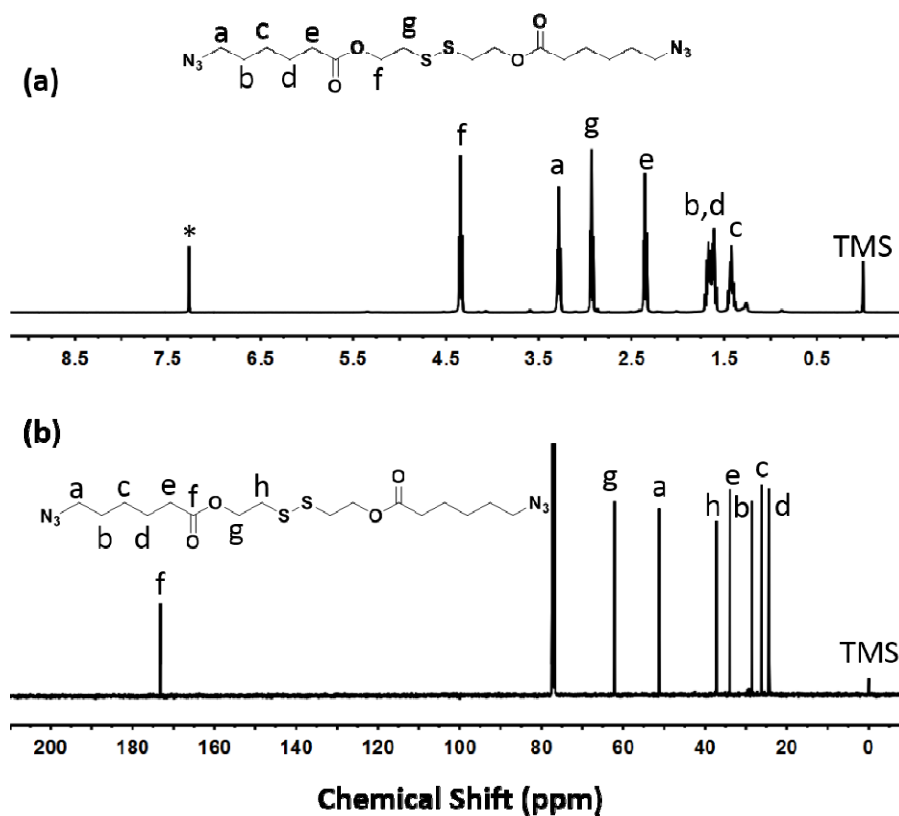 a c e g O
N₃ O S S O N₃
b d O f
(a)
f
g
a
e
b,d
c
*
TMS
8.5 7.5 6.5 5.5 4.5 3.5 2.5 1.5 0.5
(b)
a c e f h O
N₃ O S S O N₃
b d O g
f
g
a
h
e
b
c
d
TMS
200 180 160 140 120 100 80 60 40 20 0
Chemical Shift (ppm)